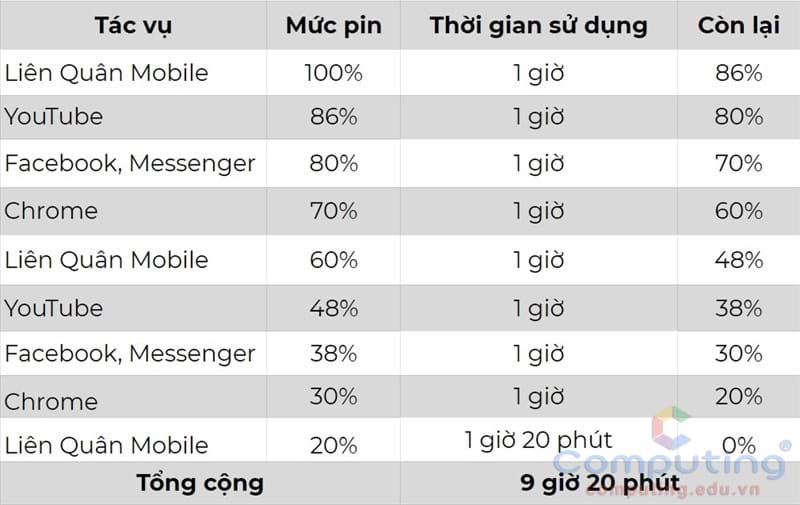 Tác vụ Mức pin Thời gian sử dụng Còn lại
Liên Quân Mobile 100% 1 giờ 86%
YouTube 86% 1 giờ 80%
Facebook, Messenger 80% 1 giờ 70%
Chrome 70% 1 giờ 60%
Liên Quân Mobile 60% 1 giờ 48%
YouTube 48% 1 giờ 38%
Facebook, Messenger 38% 1 giờ 30%
Chrome 30% 1 giờ 20%
Liên Quân Mobile 20% 1 giờ 20 phút 0%
Computing®
Tổng cộng 9 giờ 20 phút
computing.edu.vn